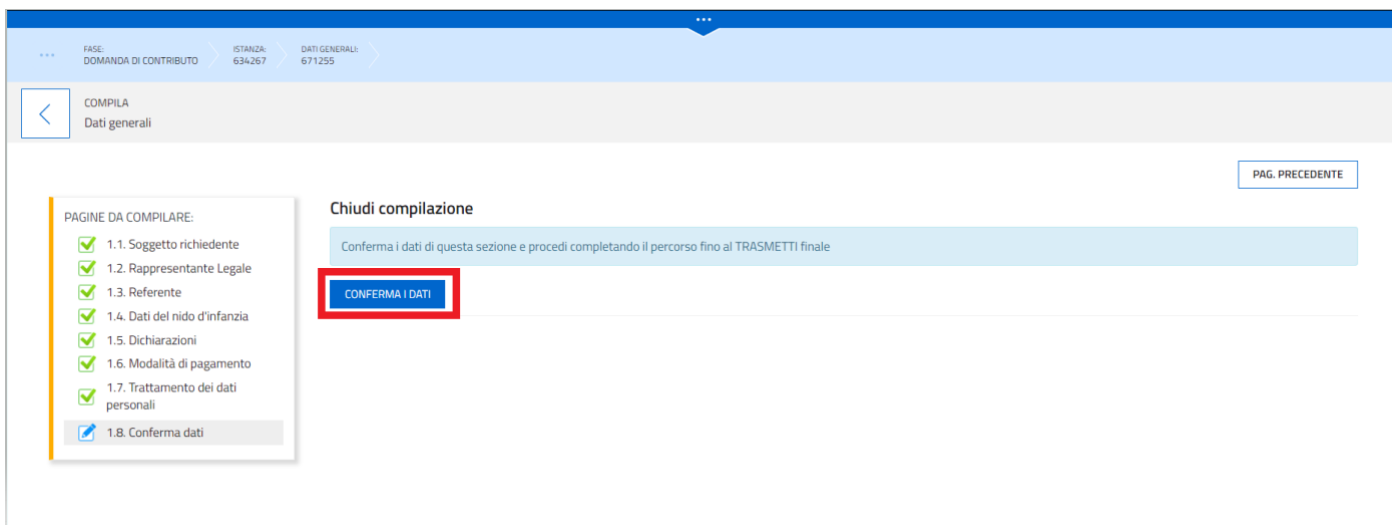 FASE:
DOMANDA DI CONTRIBUTO
ISTANZA:
634267
DATI GENERALI:
671255
COMPILA
Dati generali
PAG. PRECEDENTE
PAGINE DA COMPILARE:
1.1. Soggetto richiedente
1.2. Rappresentante Legale
1.3. Referente
1.4. Dati del nido d'infanzia
1.5. Dichiarazioni
1.6. Modalità di pagamento
1.7. Trattamento dei dati
personali
1.8. Conferma dati
Chiudi compilazione
Conferma i dati di questa sezione e procedi completando il percorso fino al TRASMETTI finale
CONFERMA I DATI